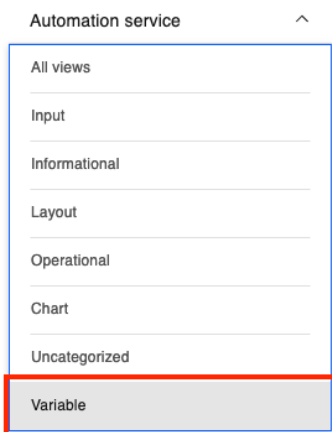 Automation service
All views
Input
Informational
Layout
Operational
Chart
Uncategorized
Variable